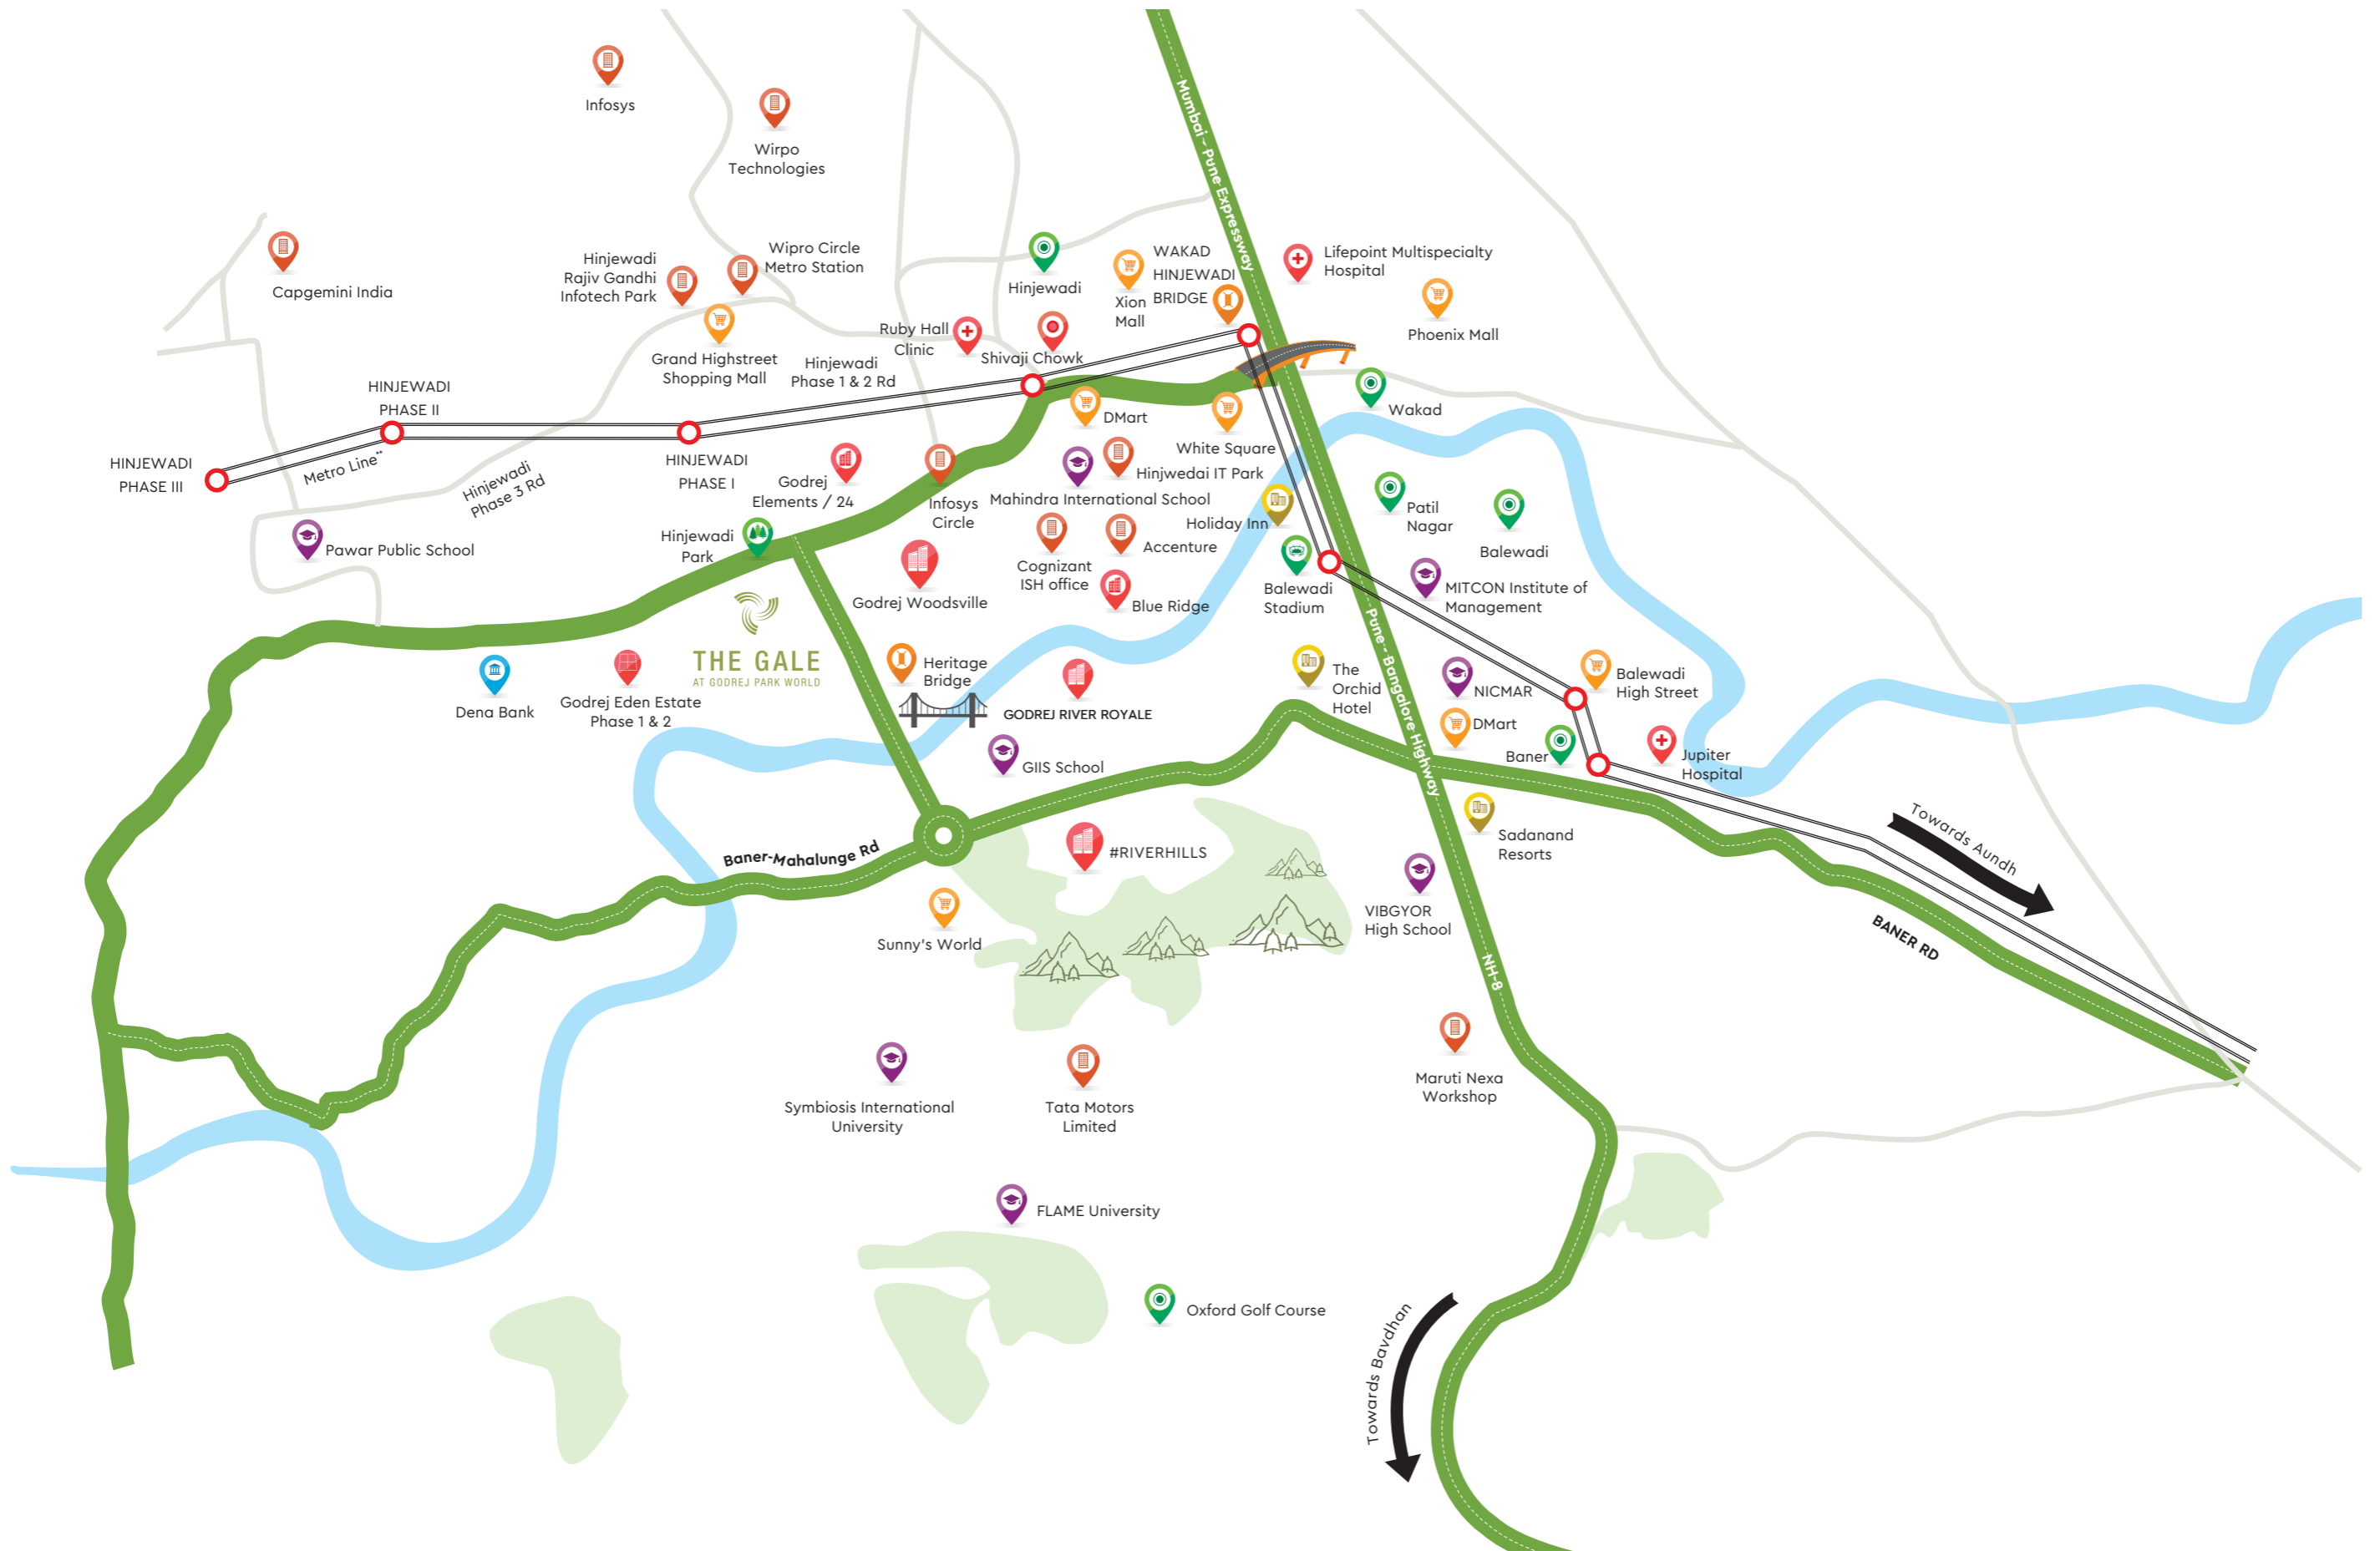 Infosys
Wirpo
Technologies
Mumbai - Pune Expressway
Capgemini India
Hinjewadi
Rajiv Gandhi
Infotech Park
Wipro Circle
Metro Station
Hinjewadi
Xion
Mall
WAKAD
HINJEWADI
BRIDGE
Lifepoint Multispecialty
Hospital
Phoenix Mall
Grand Highstreet
Shopping Mall
Hinjewadi
Phase 1 & 2 Rd
Ruby Hall
Clinic
Shivaji Chowk
HINJEWADI
PHASE II
HINJEWADI
PHASE III
Metro Line**
Hinjewadi
Phase 3 Rd
HINJEWADI
PHASE I
Godrej
Elements / 24
DMart
White Square
Wakad
Hinjwedai IT Park
Mahindra International School
Infosys
Circle
Holiday Inn
Patil
Nagar
Balewadi
Pawar Public School
Hinjewadi
Park
Cognizant
ISH office
Accenture
Godrej Woodsville
Blue Ridge
Balewadi
Stadium
MITCON Institute of
Management
THE GALE
AT GODREJ PARK WORLD
Dena Bank
Godrej Eden Estate
Phase 1 & 2
Heritage
Bridge
GODREJ RIVER ROYALE
The
Orchid
Hotel
Pune - Bangalore Highway
NICMAR
Balewadi
High Street
DMart
Baner
Jupiter
Hospital
GIIS School
Baner-Mahalunge Rd
#RIVERHILLS
Sadanand
Resorts
Towards Aundh
BANER RD
Sunny's World
VIBGYOR
High School
NH-8
Symbiosis International
University
Tata Motors
Limited
Maruti Nexa
Workshop
FLAME University
Oxford Golf Course
Towards Bavdhan